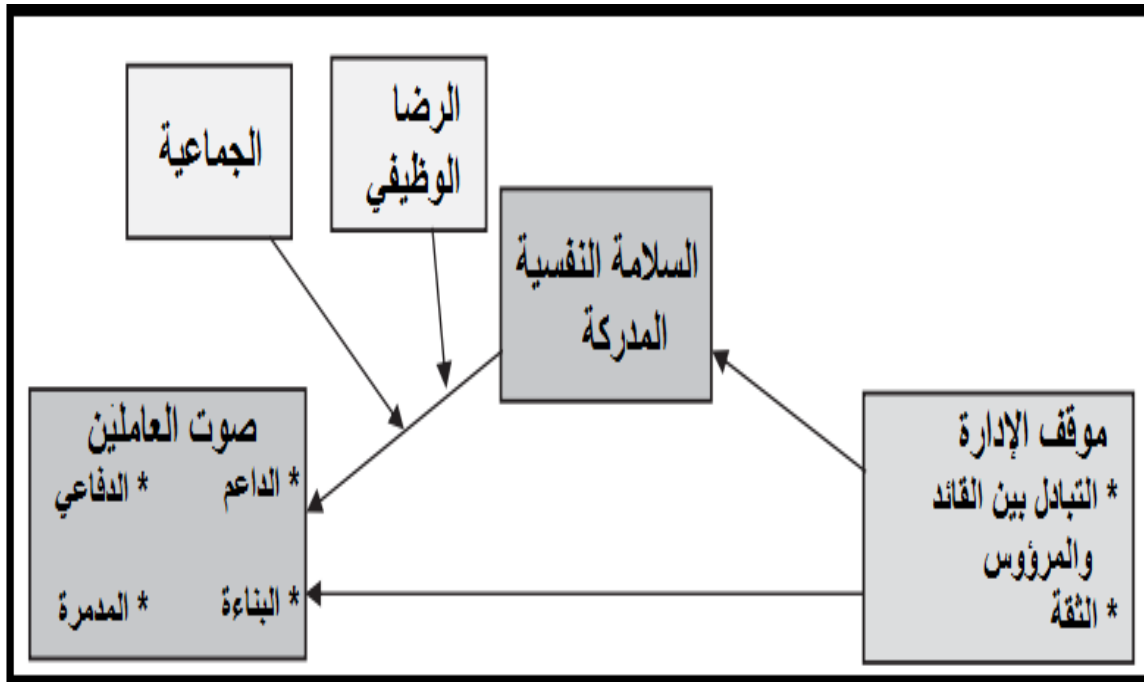 الجماعية
الرضا
الوظيفي
السلامة النفسية
المدركة
موقف الإدارة
* التبادل بين القائد
والمرؤوس
* الثقة
صوت العاملين
* الداعم * الدفاعي
* البناءة * المدمرة